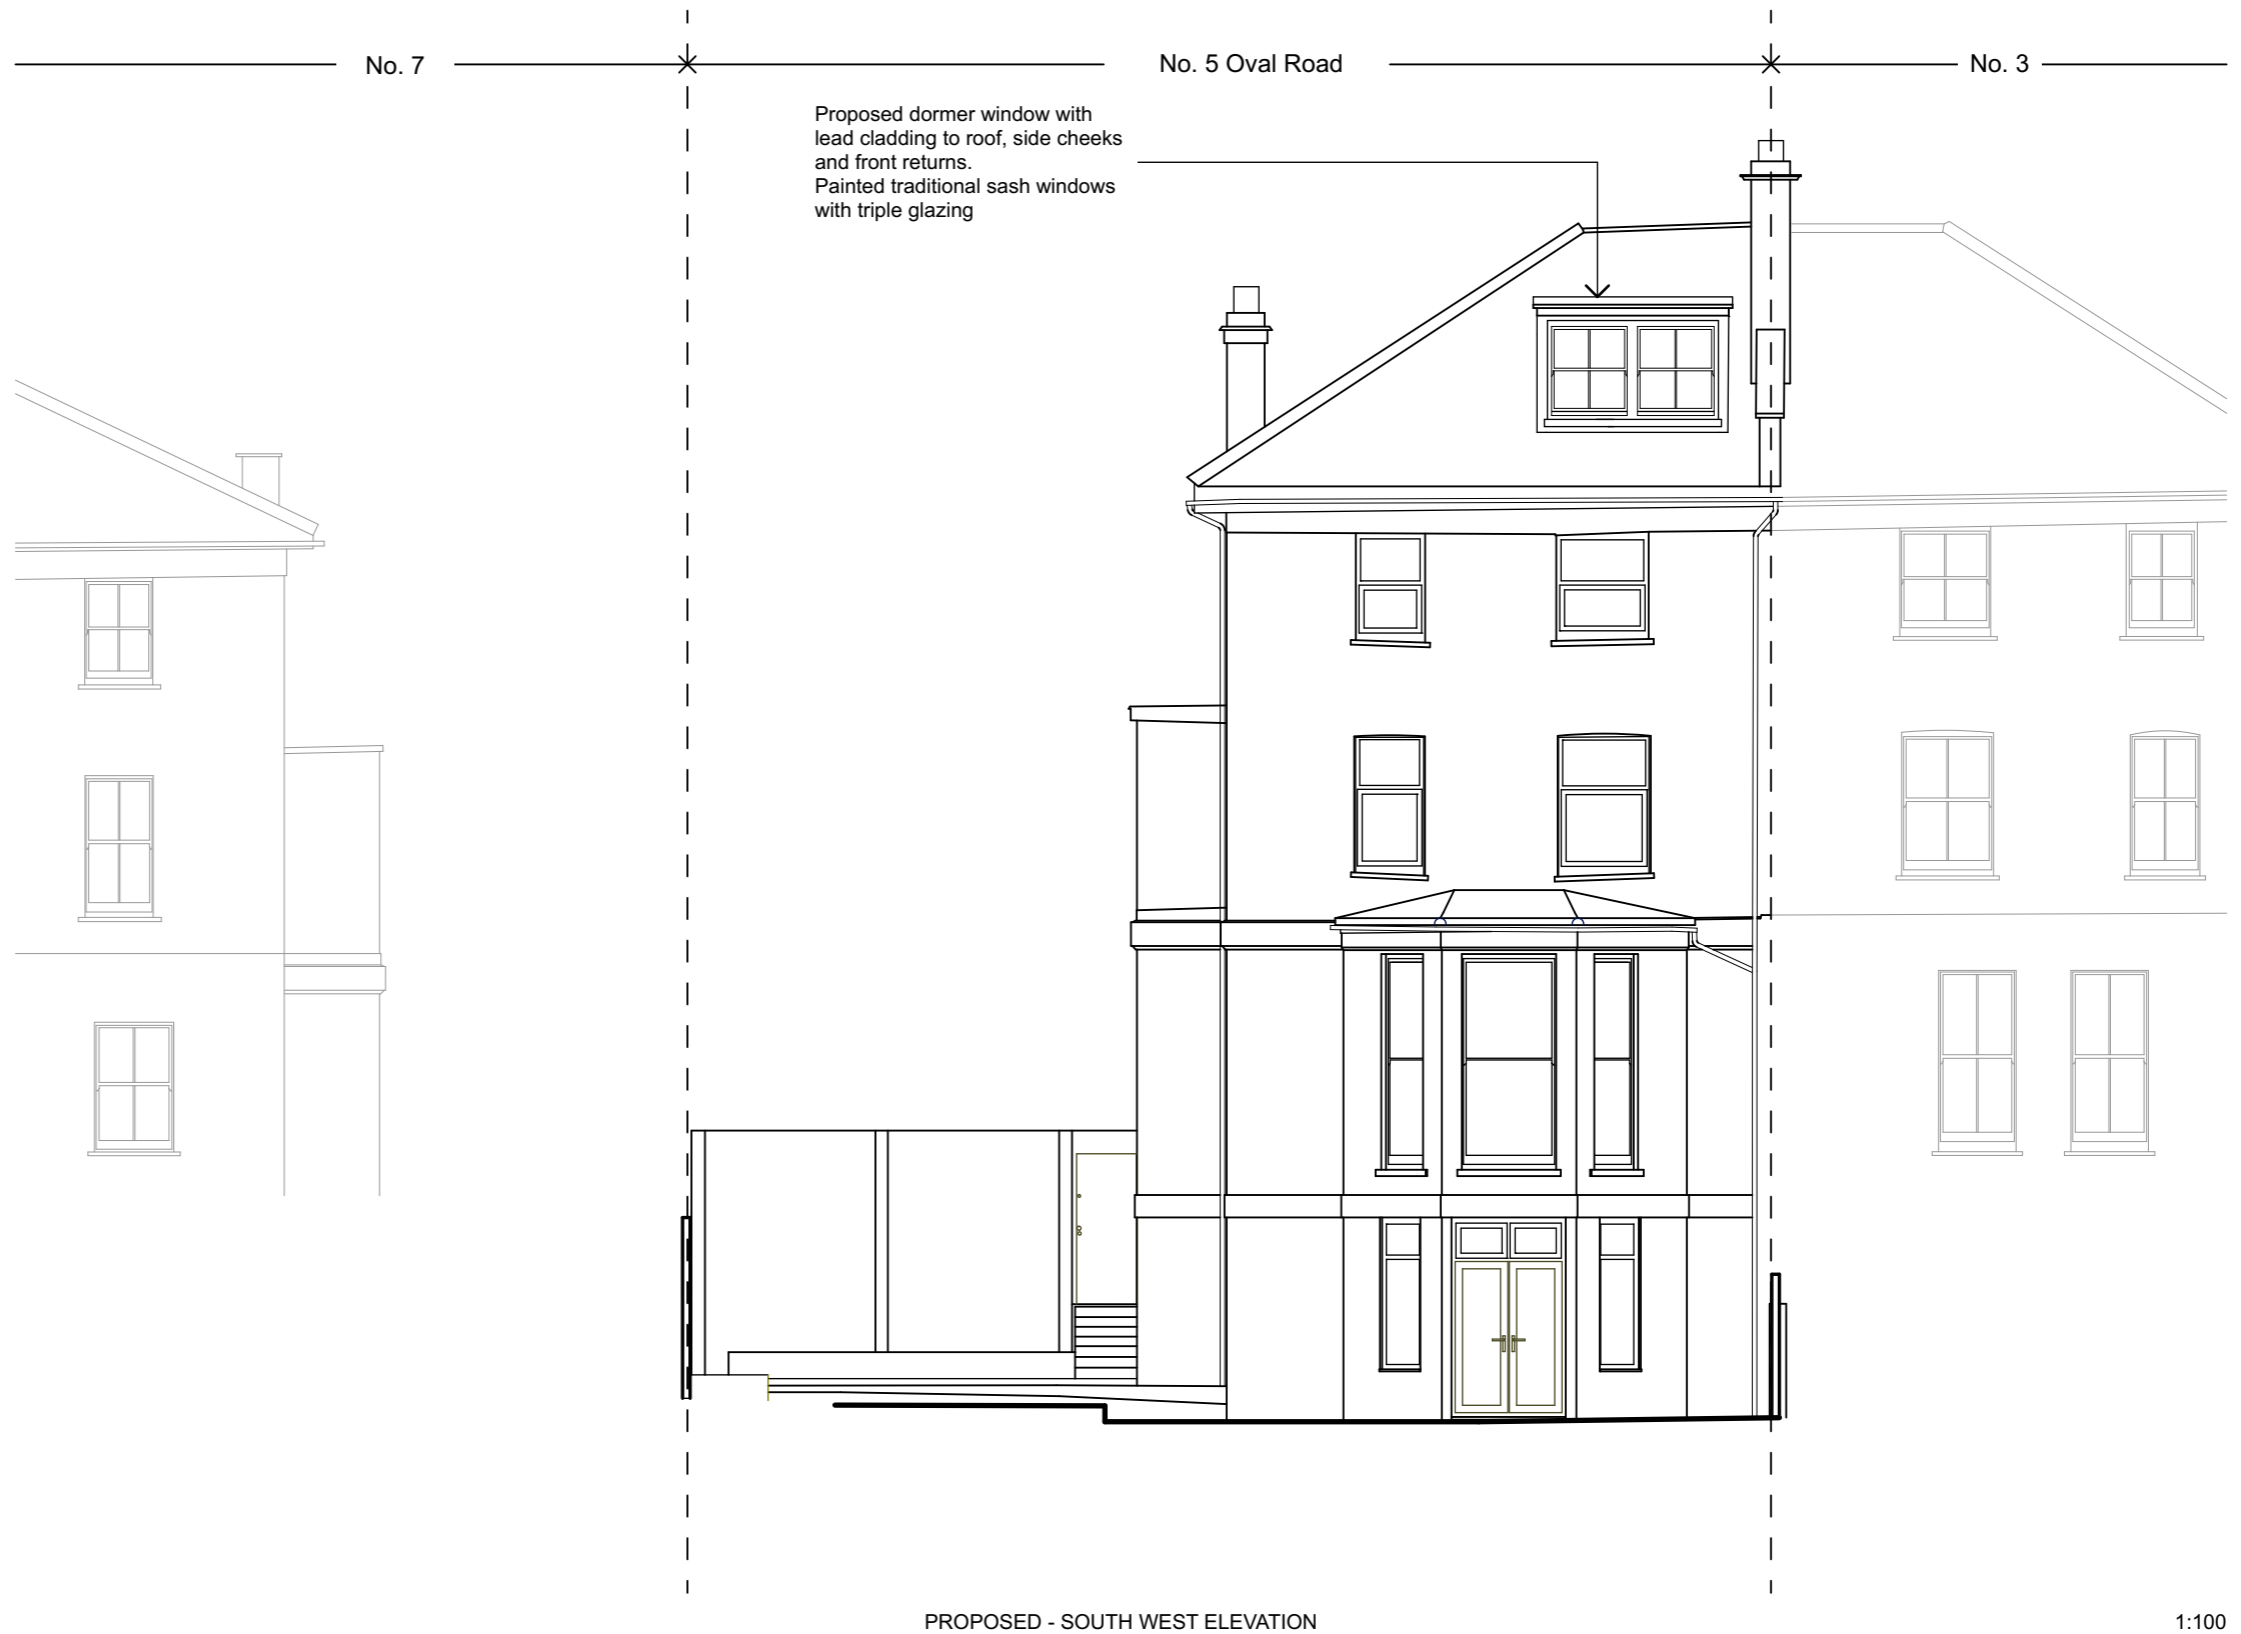 No. 7
No. 5 Oval Road
No. 3
Proposed dormer window with
lead cladding to roof, side cheeks
and front returns.
Painted traditional sash windows
with triple glazing
PROPOSED - SOUTH WEST ELEVATION
1:100